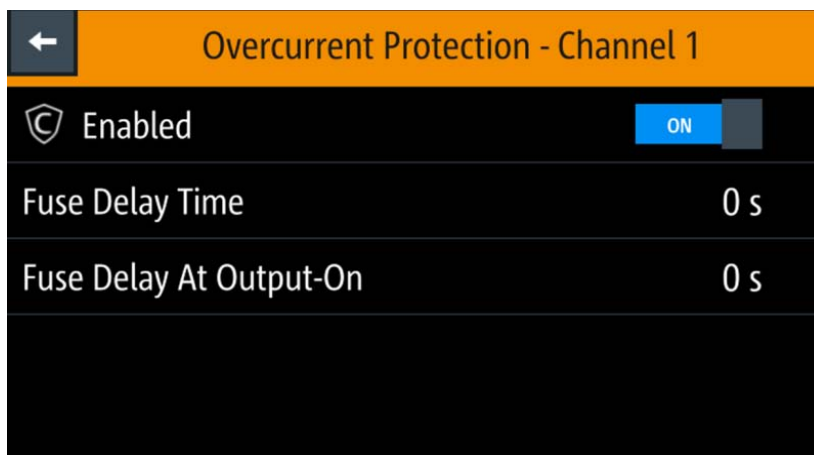 Overcurrent Protection - Channel 1
C Enabled ON
Fuse Delay Time 0 s
Fuse Delay At Output-On 0 s